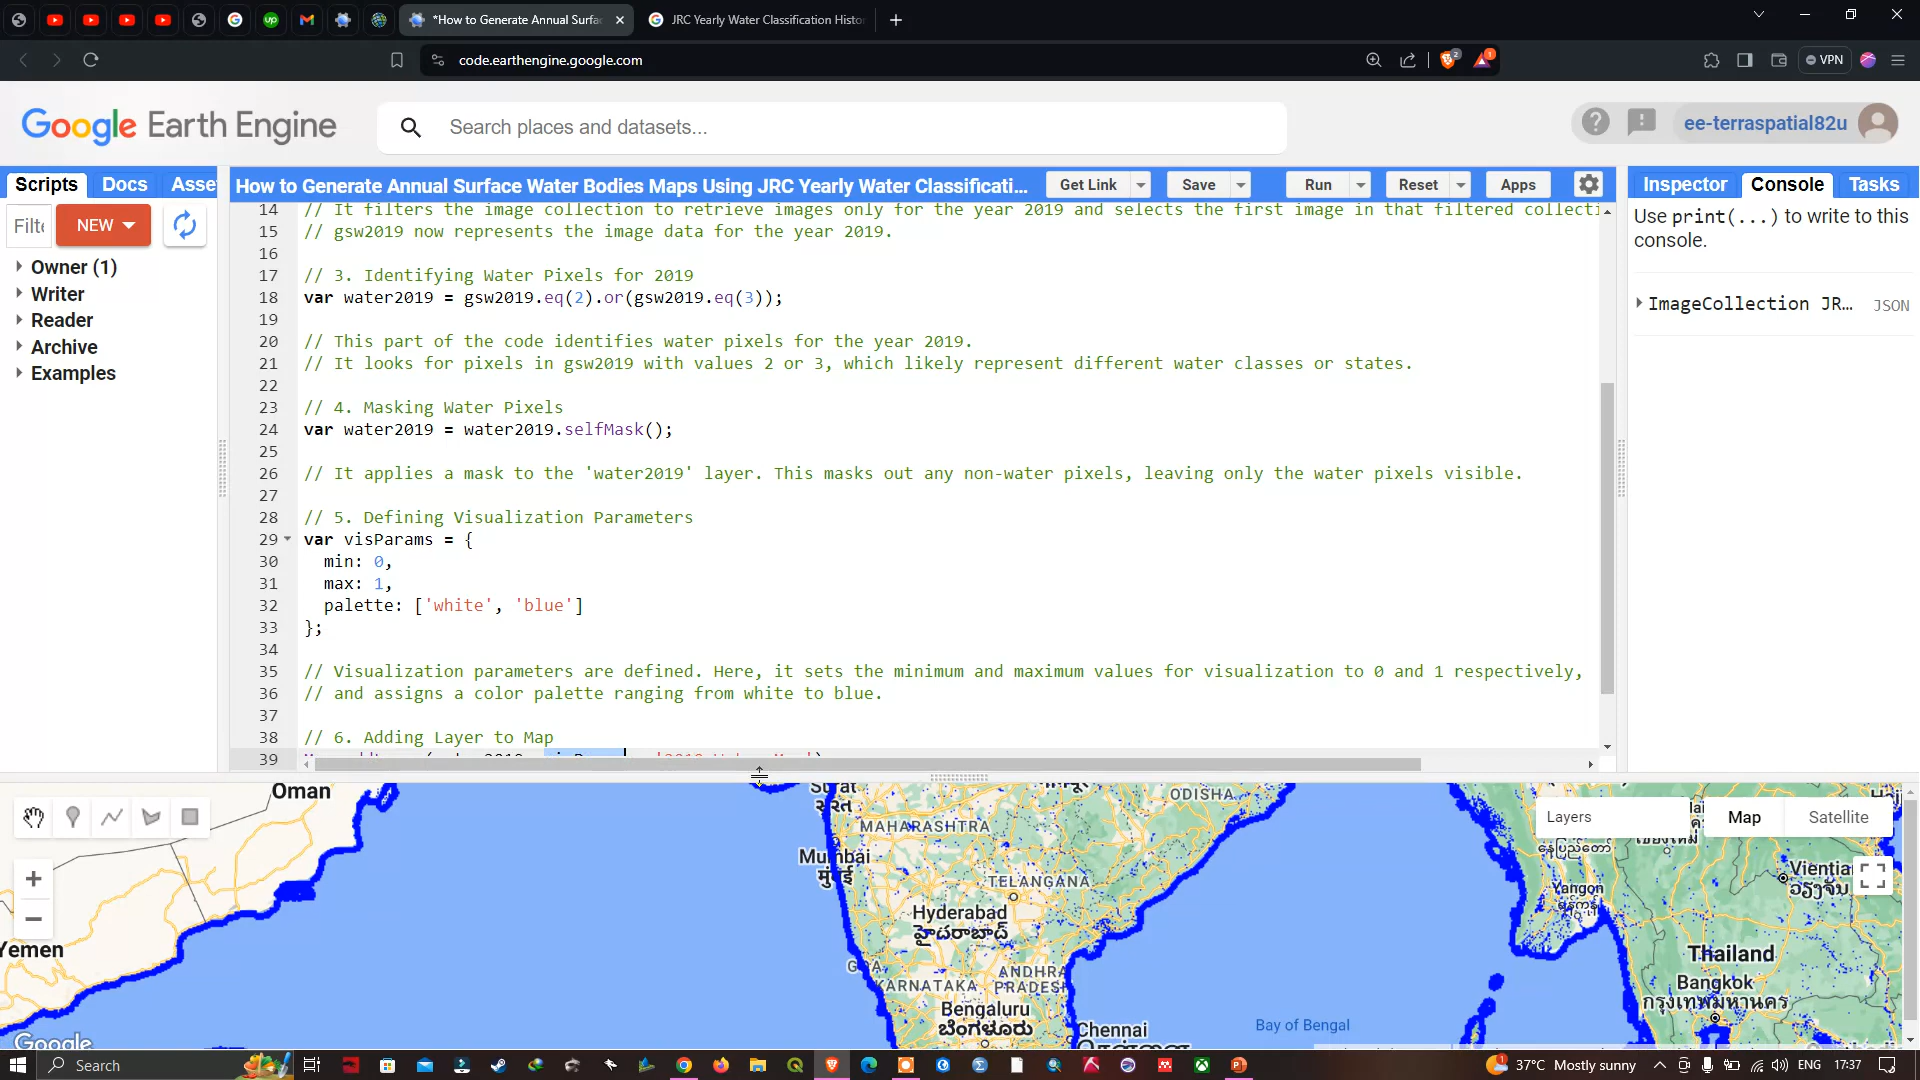 *How to Generate Annual Surfa
JRC Yearly Water Classification Histo
code.earthengine.google.com
VPN
Google Earth Engine
Search places and datasets...
ee-terraspatial82u
Scripts
Docs
Asse
How to Generate Annual Surface Water Bodies Maps Using JRC Yearly Water Classificati...
Get Link
Save
Run
Reset
Apps
Inspector
Console
Tasks
Filte
NEW
Owner (1)
Writer
Reader
Archive
Examples
14 // It filters the image collection to retrieve images only for the year 2019 and selects the first image in that filtered collecti
15 // gsw2019 now represents the image data for the year 2019.
16
17 // 3. Identifying Water Pixels for 2019
18 var water2019 = gsw2019.eq(2).or(gsw2019.eq(3));
19
20 // This part of the code identifies water pixels for the year 2019.
21 // It looks for pixels in gsw2019 with values 2 or 3, which likely represent different water classes or states.
22
23 // 4. Masking Water Pixels
24 var water2019 = water2019.selfMask();
25
26 // It applies a mask to the 'water2019' layer. This masks out any non-water pixels, leaving only the water pixels visible.
27
28 // 5. Defining Visualization Parameters
29 var visParams = {
30 min: 0,
31 max: 1,
32 palette: ['white', 'blue']
33 };
34
35 // Visualization parameters are defined. Here, it sets the minimum and maximum values for visualization to 0 and 1 respectively,
36 // and assigns a color palette ranging from white to blue.
37
38 // 6. Adding Layer to Map
39
Use print(...) to write to this
console.
ImageCollection JR…
JSON
Oman
Surat
સુરત
ODISHA
MAHARASHTRA
Mumbai
मुंबई
TELANGANA
Hyderabad
హైదరాబాద్
GOA
ANDHRA
KARNATAKA
PRADESH
Bengaluru
ಬೆಂಗಳೂರು
Chennai
Bay of Bengal
Yemen
Layers
Map
Satellite
Yangon
ရန်ကုန်
Vientia
Thailand
Bangkok
กรุงเทพมหานคร
Google
Search
37°C Mostly sunny
ENG
17:37